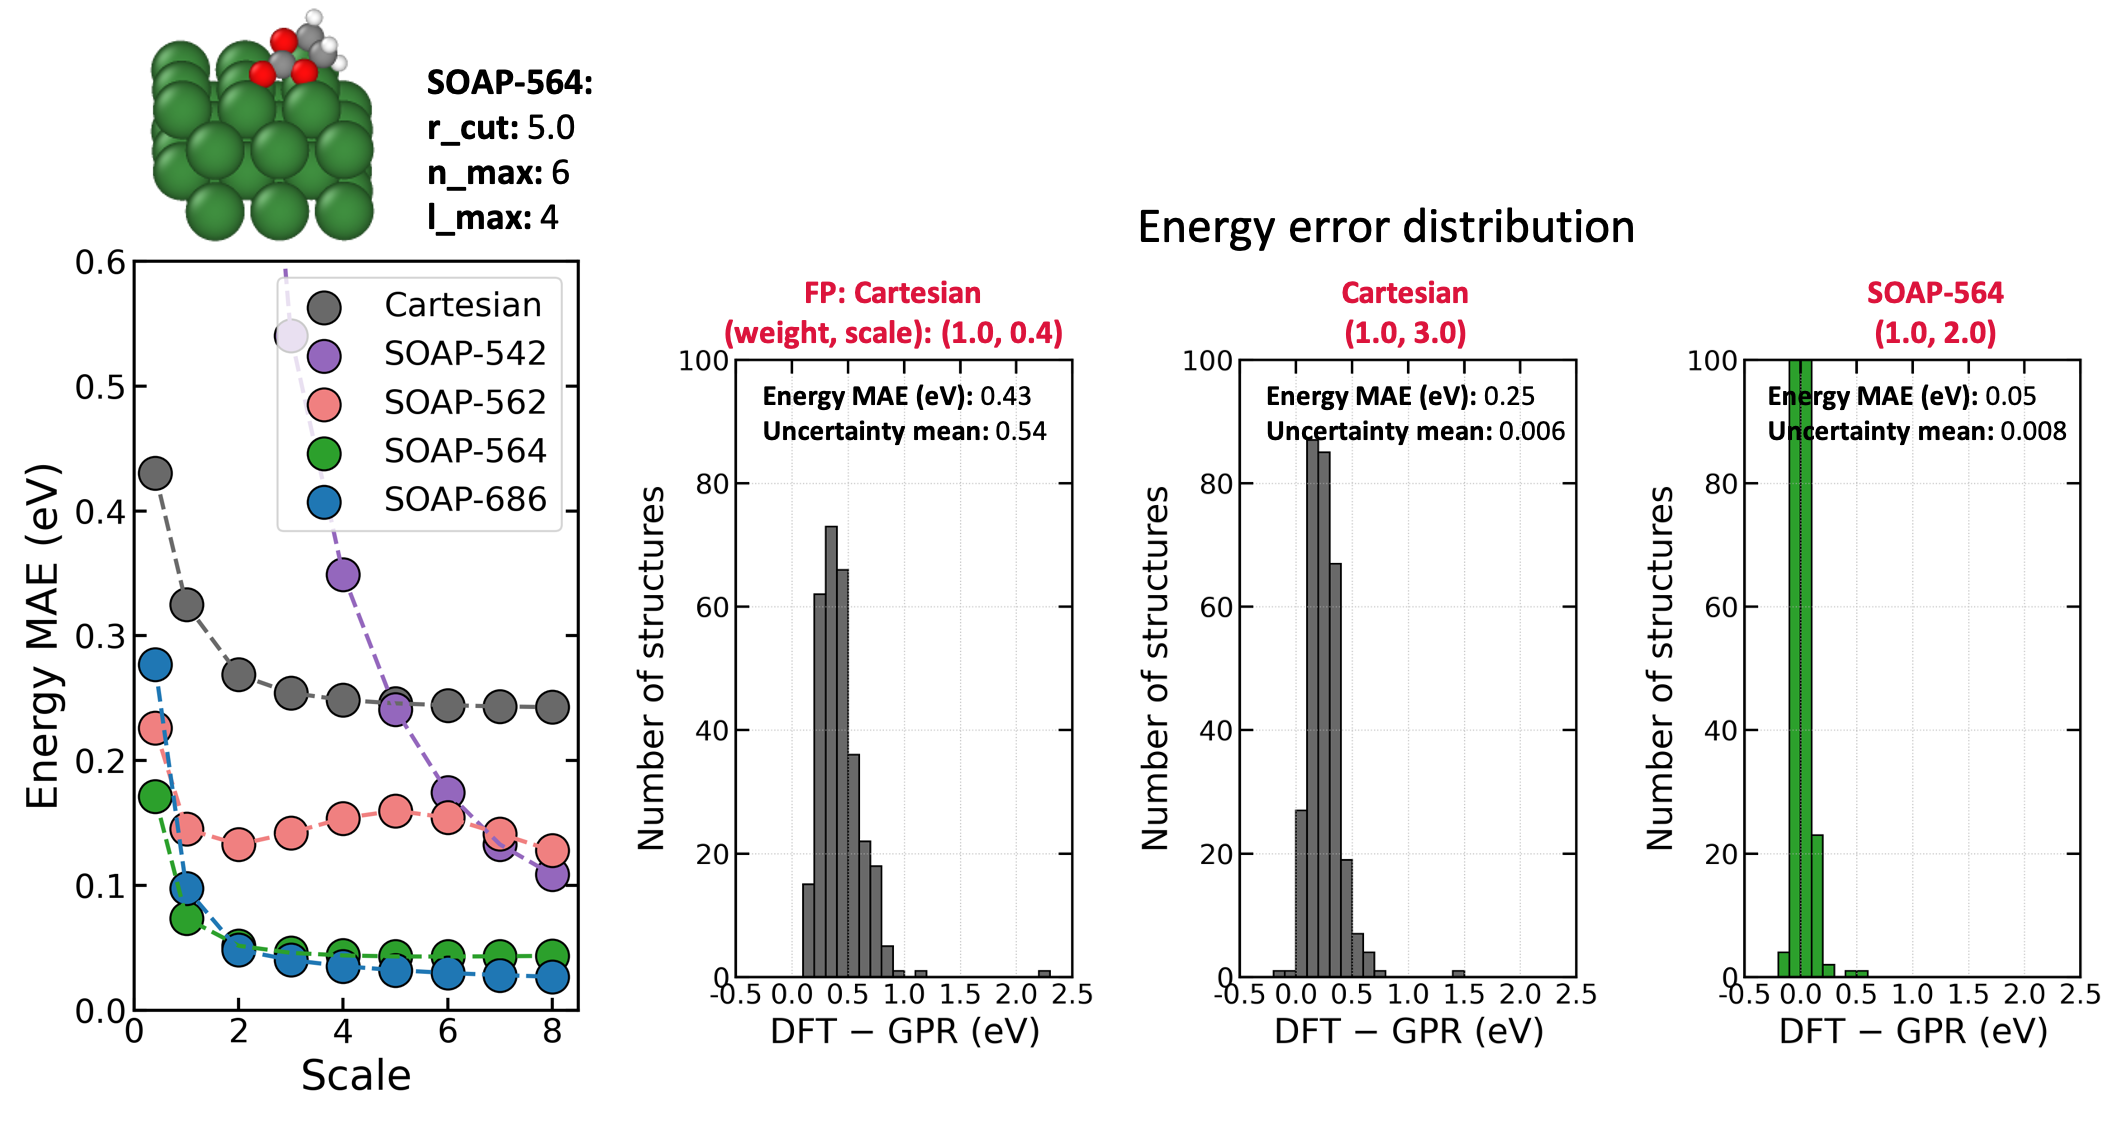 SOAP-564:
r_cut: 5.0
n_max: 6
l_max: 4
Energy error distribution
0.6
0.5
0.4
0.3
0.2
0.1
0.0
Energy MAE (eV)
Cartesian
SOAP-542
SOAP-562
SOAP-564
SOAP-686
0 2 4 6 8
Scale
FP: Cartesian
(weight, scale): (1.0, 0.4)
Energy MAE (eV): 0.43
Uncertainty mean: 0.54
100
80
60
40
20
0
Number of structures
-0.5 0.0 0.5 1.0 1.5 2.0 2.5
DFT − GPR (eV)
Cartesian
(1.0, 3.0)
Energy MAE (eV): 0.25
Uncertainty mean: 0.006
100
80
60
40
20
0
Number of structures
-0.5 0.0 0.5 1.0 1.5 2.0 2.5
DFT − GPR (eV)
SOAP-564
(1.0, 2.0)
Energy MAE (eV): 0.05
Uncertainty mean: 0.008
100
80
60
40
20
0
Number of structures
-0.5 0.0 0.5 1.0 1.5 2.0 2.5
DFT − GPR (eV)